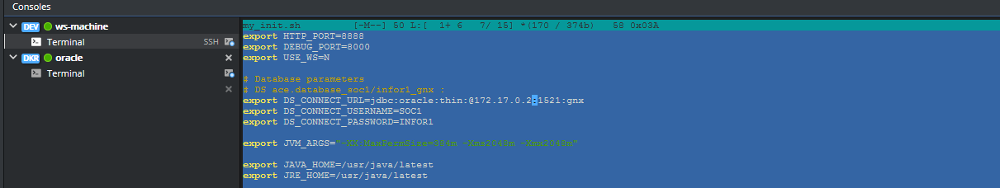 Consoles
DEV ws-machine
Terminal SSH
DKR oracle
Terminal
my_init.sh [-M--] 50 L:[ 1+ 6 7/ 15] *(170 / 374b) 58 0x03A
export HTTP_PORT=8888
export DEBUG_PORT=8000
export USE_WS=N
# Database parameters
# DS ace.database_soc1/infor1_gnx :
export DS_CONNECT_URL=jdbc:oracle:thin:@172.17.0.2:1521:gnx
export DS_CONNECT_USERNAME=SOC1
export DS_CONNECT_PASSWORD=INFOR1
export JVM_ARGS="-XX:MaxPermSize=384m -Xms2048m -Xmx2048m"
export JAVA_HOME=/usr/java/latest
export JRE_HOME=/usr/java/latest